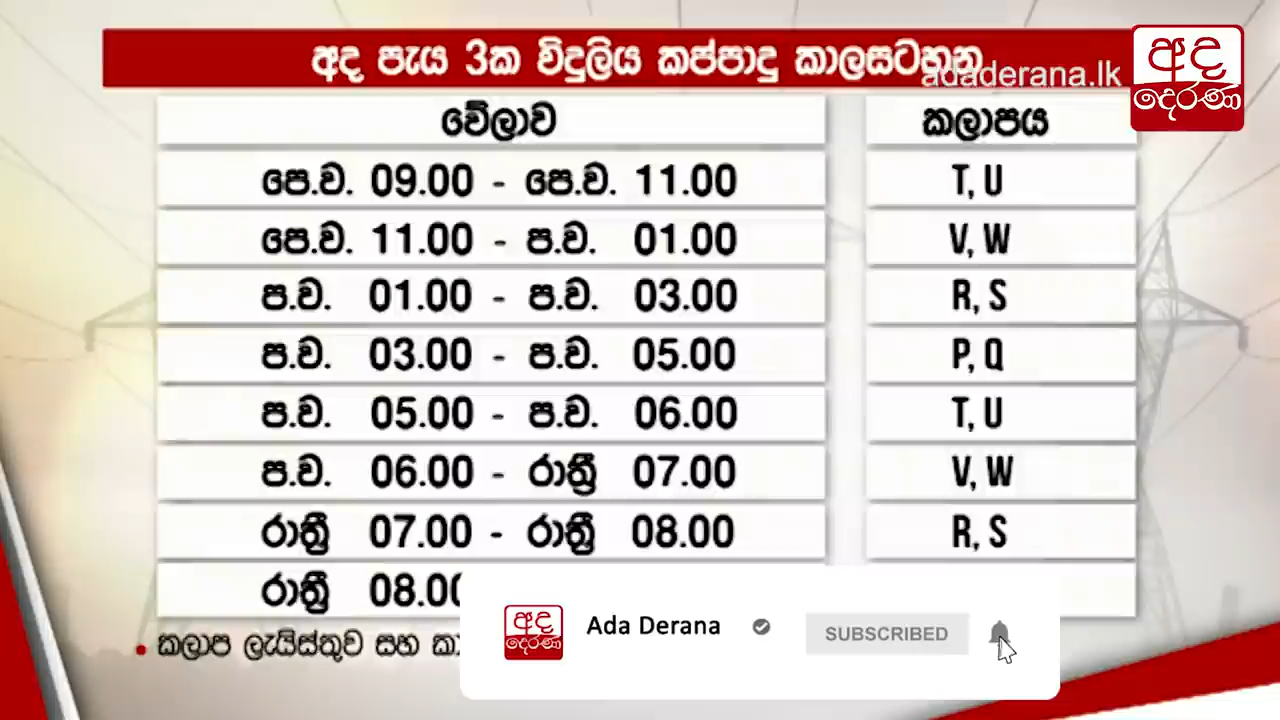 අද පැය 3ක විදුලිය කප්පාදු කාලසටහන
adaderana.lk
අද
දෙරණ
වේලාව කලාපය
පෙ.ව. 09.00 - පෙ.ව. 11.00 T, U
පෙ.ව. 11.00 - ප.ව. 01.00 V, W
ප.ව. 01.00 - ප.ව. 03.00 R, S
ප.ව. 03.00 - ප.ව. 05.00 P, Q
ප.ව. 05.00 - ප.ව. 06.00 T, U
ප.ව. 06.00 - රාත්‍රී 07.00 V, W
රාත්‍රී 07.00 - රාත්‍රී 08.00 R, S
රාත්‍රී 08.00
• කලාප ලැයිස්තුව සහ
අද
දෙරණ
Ada Derana
SUBSCRIBED